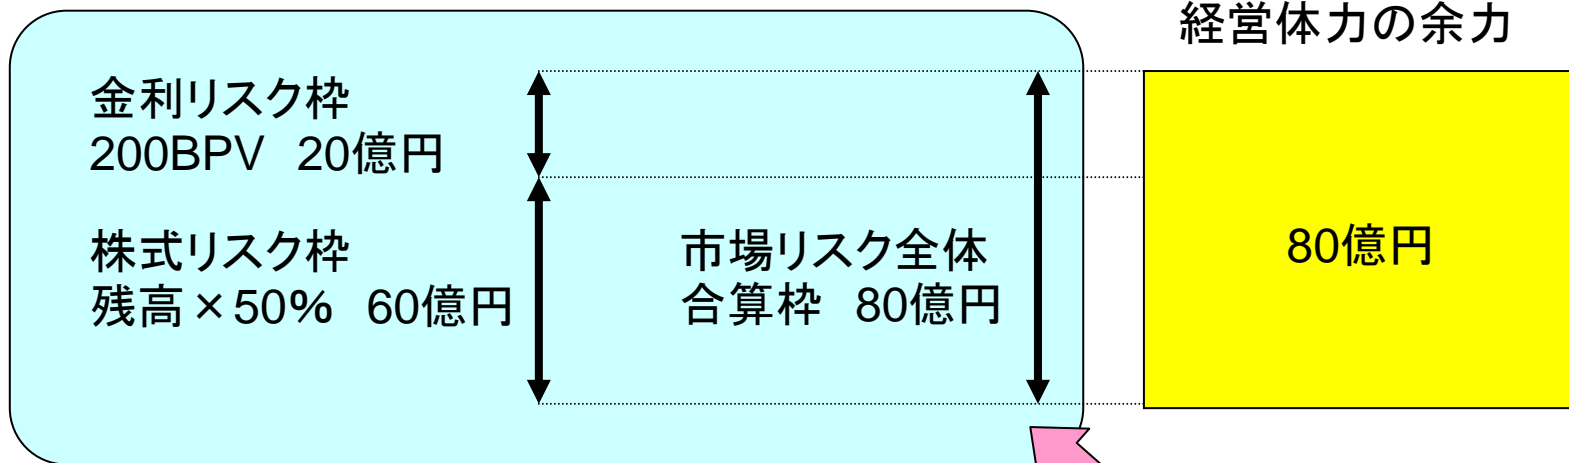 経営体力の余力
金利リスク枠
200BPV 20億円
株式リスク枠
残高×50% 60億円
市場リスク全体
合算枠 80億円
80億円